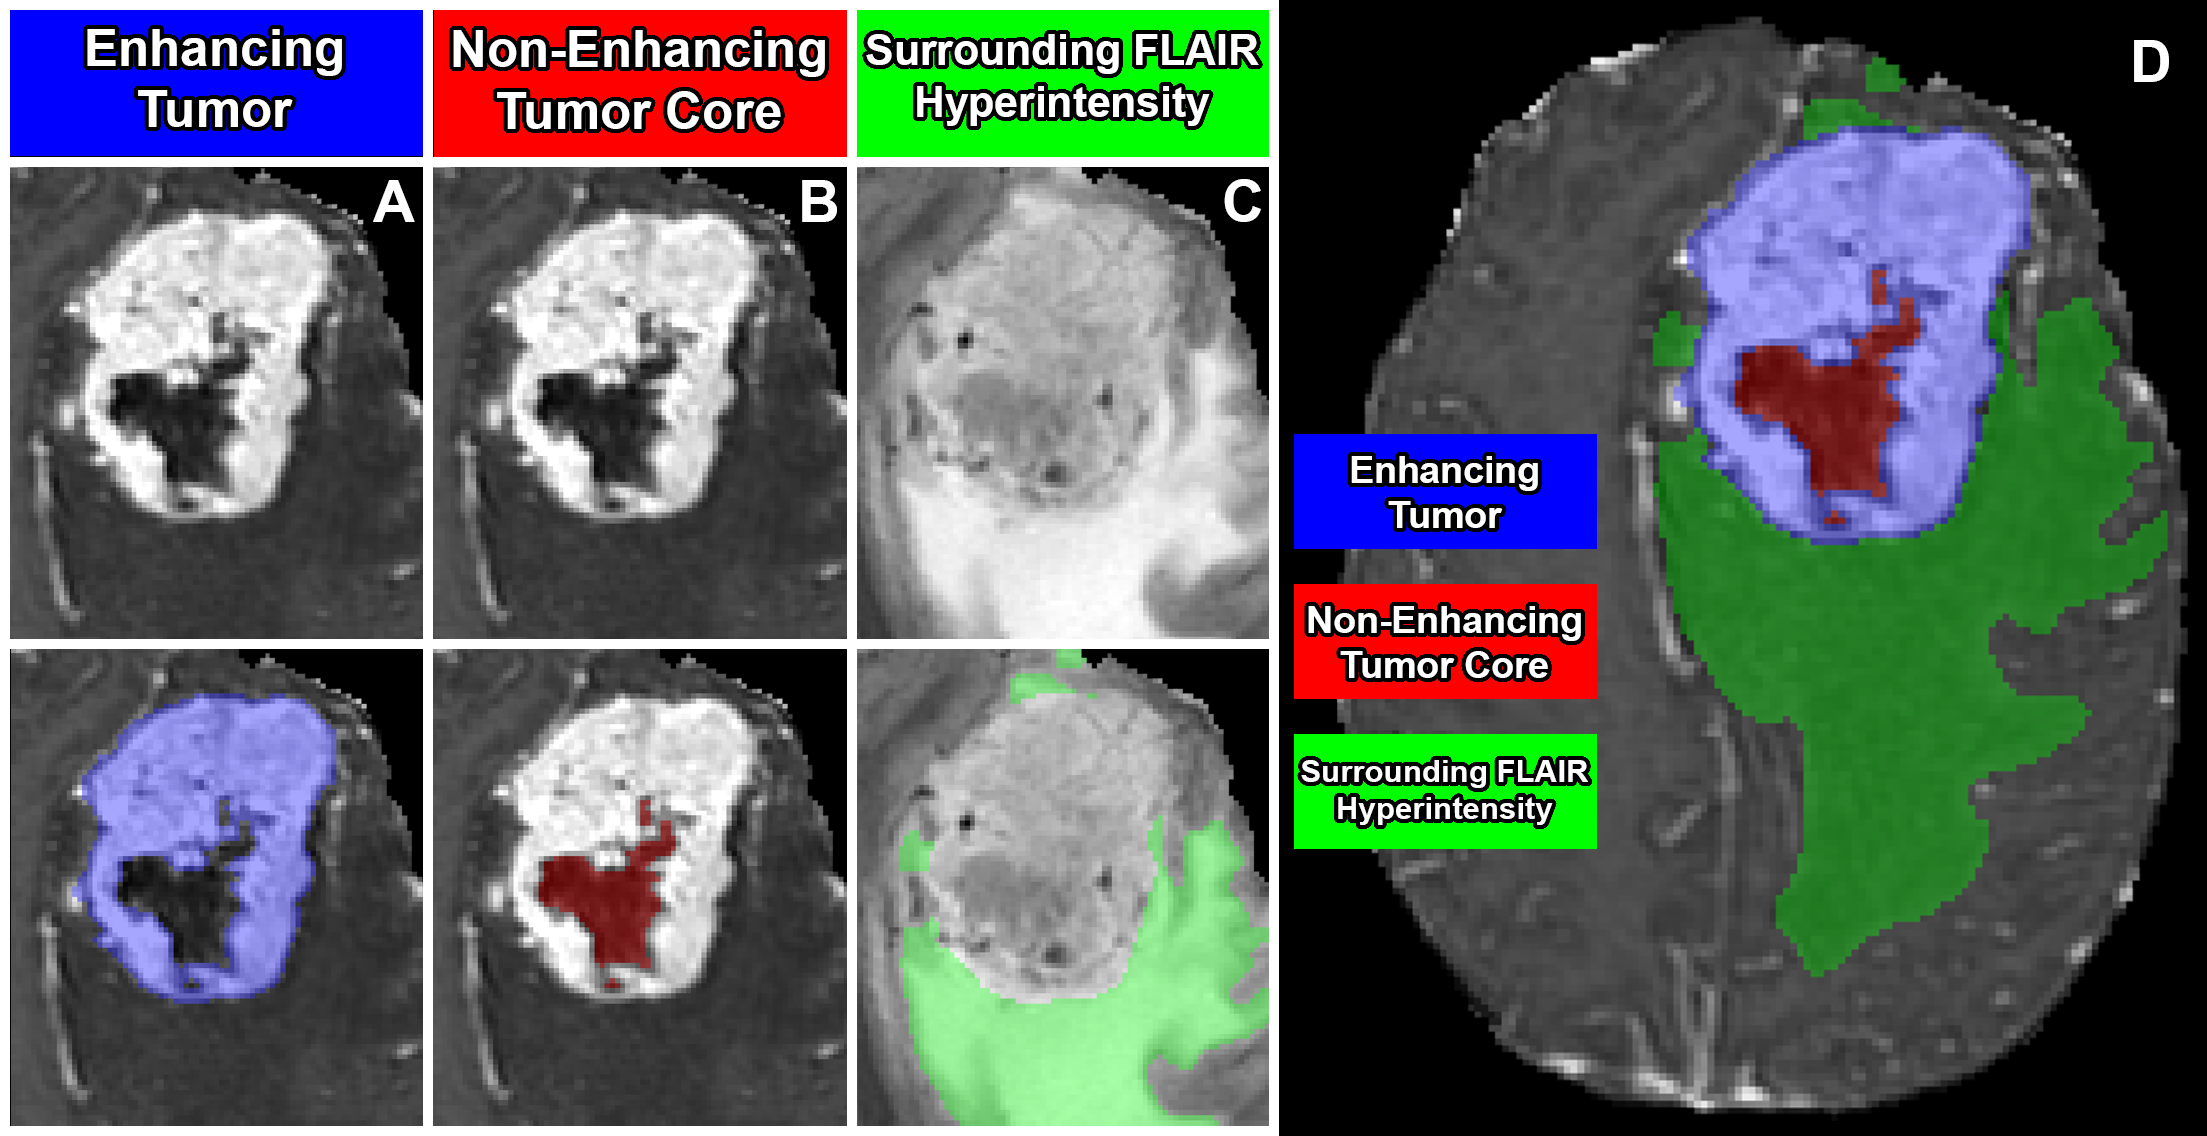 Enhancing
Tumor
Non-Enhancing
Tumor Core
Surrounding FLAIR
Hyperintensity
A
B
C
D
Enhancing
Tumor
Non-Enhancing
Tumor Core
Surrounding FLAIR
Hyperintensity